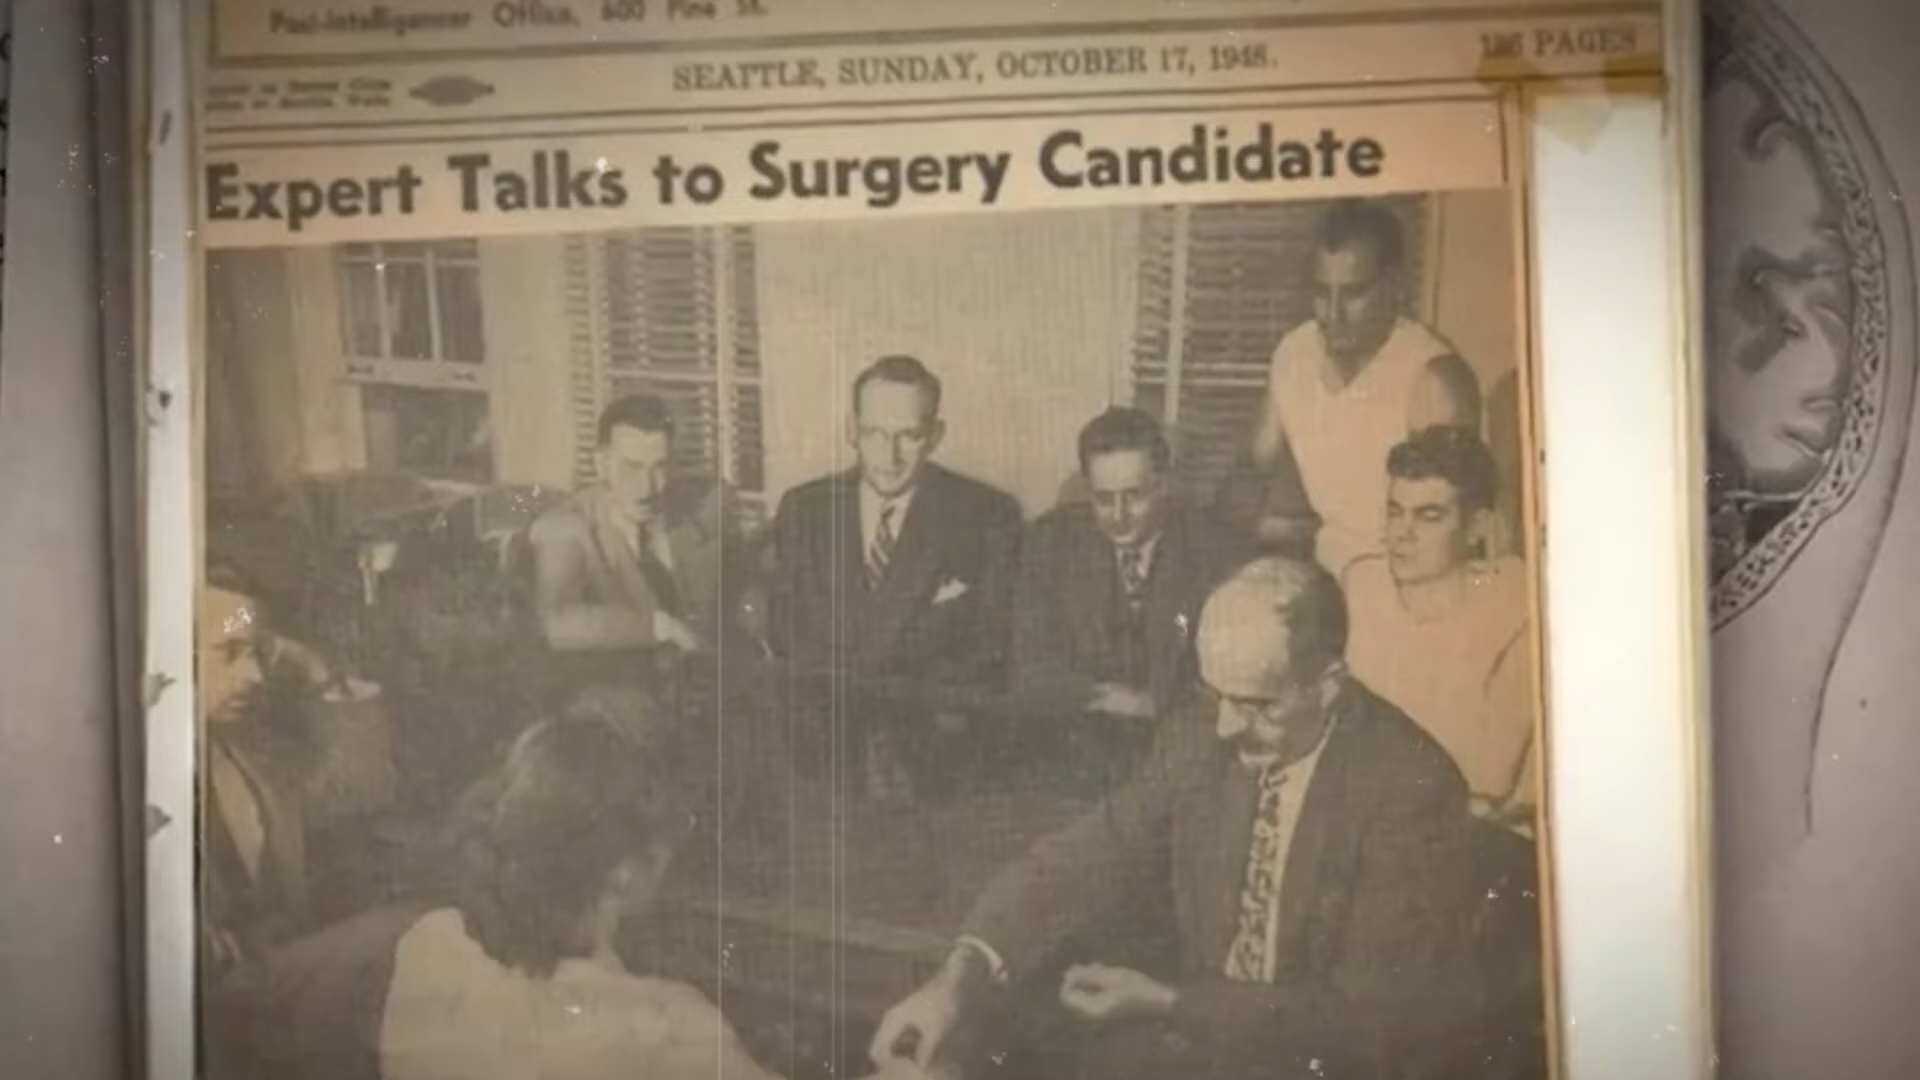 Post-Intelligencer Office, 600 Pine St.
SEATTLE, SUNDAY, OCTOBER 17, 1948.
PAGES
Expert Talks to Surgery Candidate